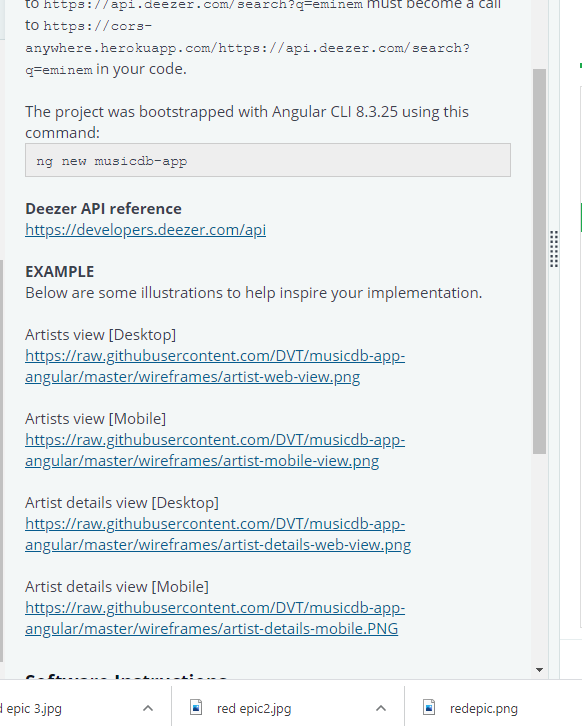 to https://api.deezer.com/search?q=eminem must become a call
to https://cors-
anywhere.herokuapp.com/https://api.deezer.com/search?
q=eminem in your code.
The project was bootstrapped with Angular CLI 8.3.25 using this
command:
ng new musicdb-app
Deezer API reference
https://developers.deezer.com/api
EXAMPLE
Below are some illustrations to help inspire your implementation.
Artists view [Desktop]
https://raw.githubusercontent.com/DVT/musicdb-app-
angular/master/wireframes/artist-web-view.png
Artists view [Mobile]
https://raw.githubusercontent.com/DVT/musicdb-app-
angular/master/wireframes/artist-mobile-view.png
Artist details view [Desktop]
https://raw.githubusercontent.com/DVT/musicdb-app-
angular/master/wireframes/artist-details-web-view.png
Artist details view [Mobile]
https://raw.githubusercontent.com/DVT/musicdb-app-
angular/master/wireframes/artist-details-mobile.PNG
Software Instructions
d epic 3.jpg
red epic2.jpg
redepic.png